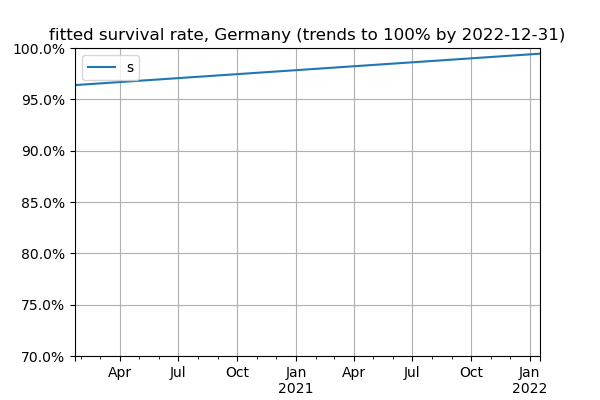 fitted survival rate, Germany (trends to 100% by 2022-12-31)
100.0%
95.0%
90.0%
85.0%
80.0%
75.0%
70.0%
s
Apr Jul Oct Jan Apr Jul Oct Jan
2021 2022